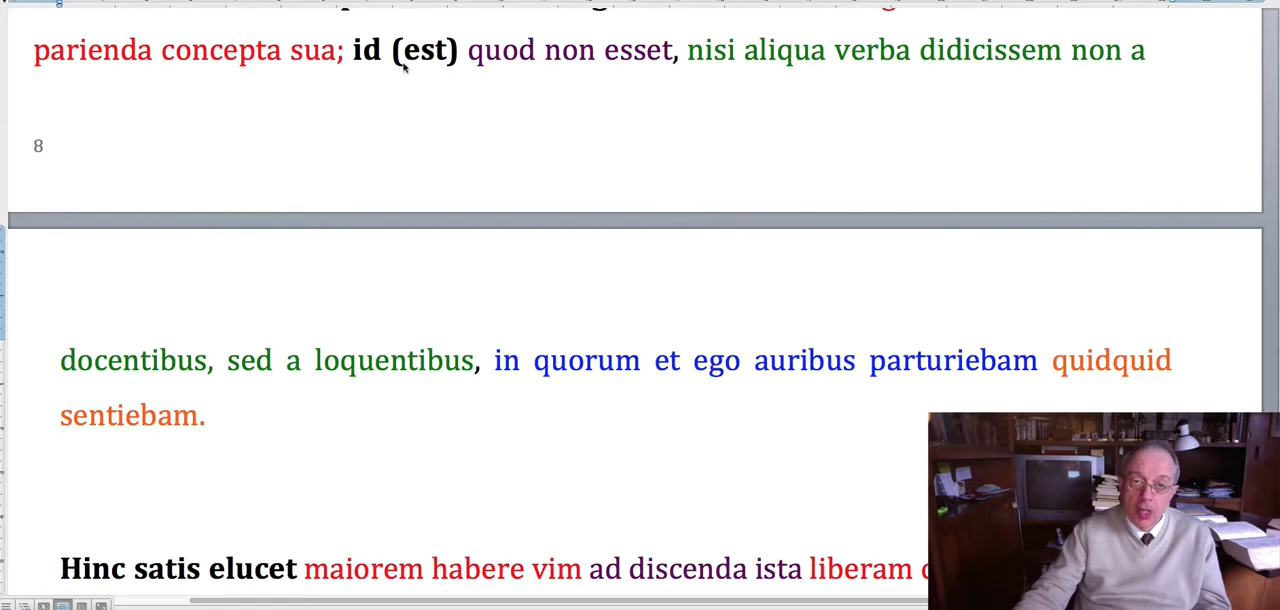 parienda concepta sua; id (est) quod non esset, nisi aliqua verba didicissem non a
8
docentibus, sed a loquentibus, in quorum et ego auribus parturiebam quidquid
sentiebam.
Hinc satis elucet maiorem habere vim ad discenda ista liberam